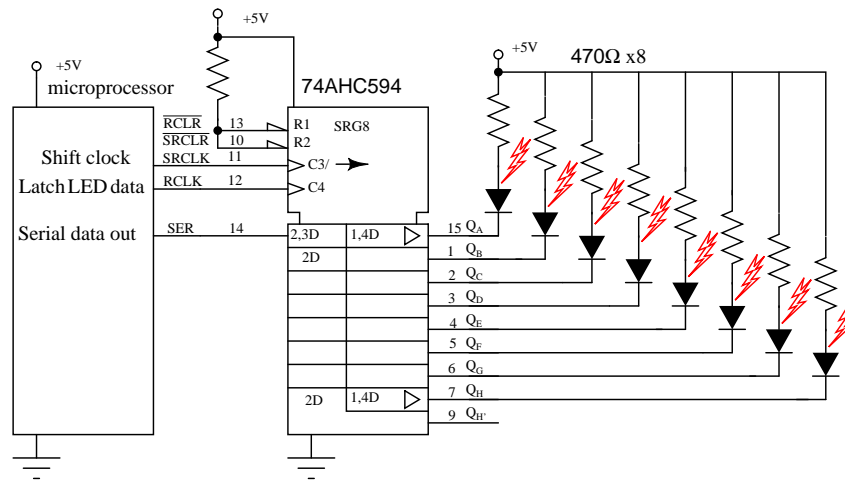 +5V
+5V
470Ω x8
+5V
microprocessor
74AHC594
RCLR 13 R1 SRG8
SRCLR 10 R2
Shift clock SRCLK 11 C3/
Latch LED data RCLK 12 C4
Serial data out SER 14 2,3D 1,4D 15 QA
2D 1 QB
2 QC
3 QD
4 QE
5 QF
6 QG
2D 1,4D 7 QH
9 QH'